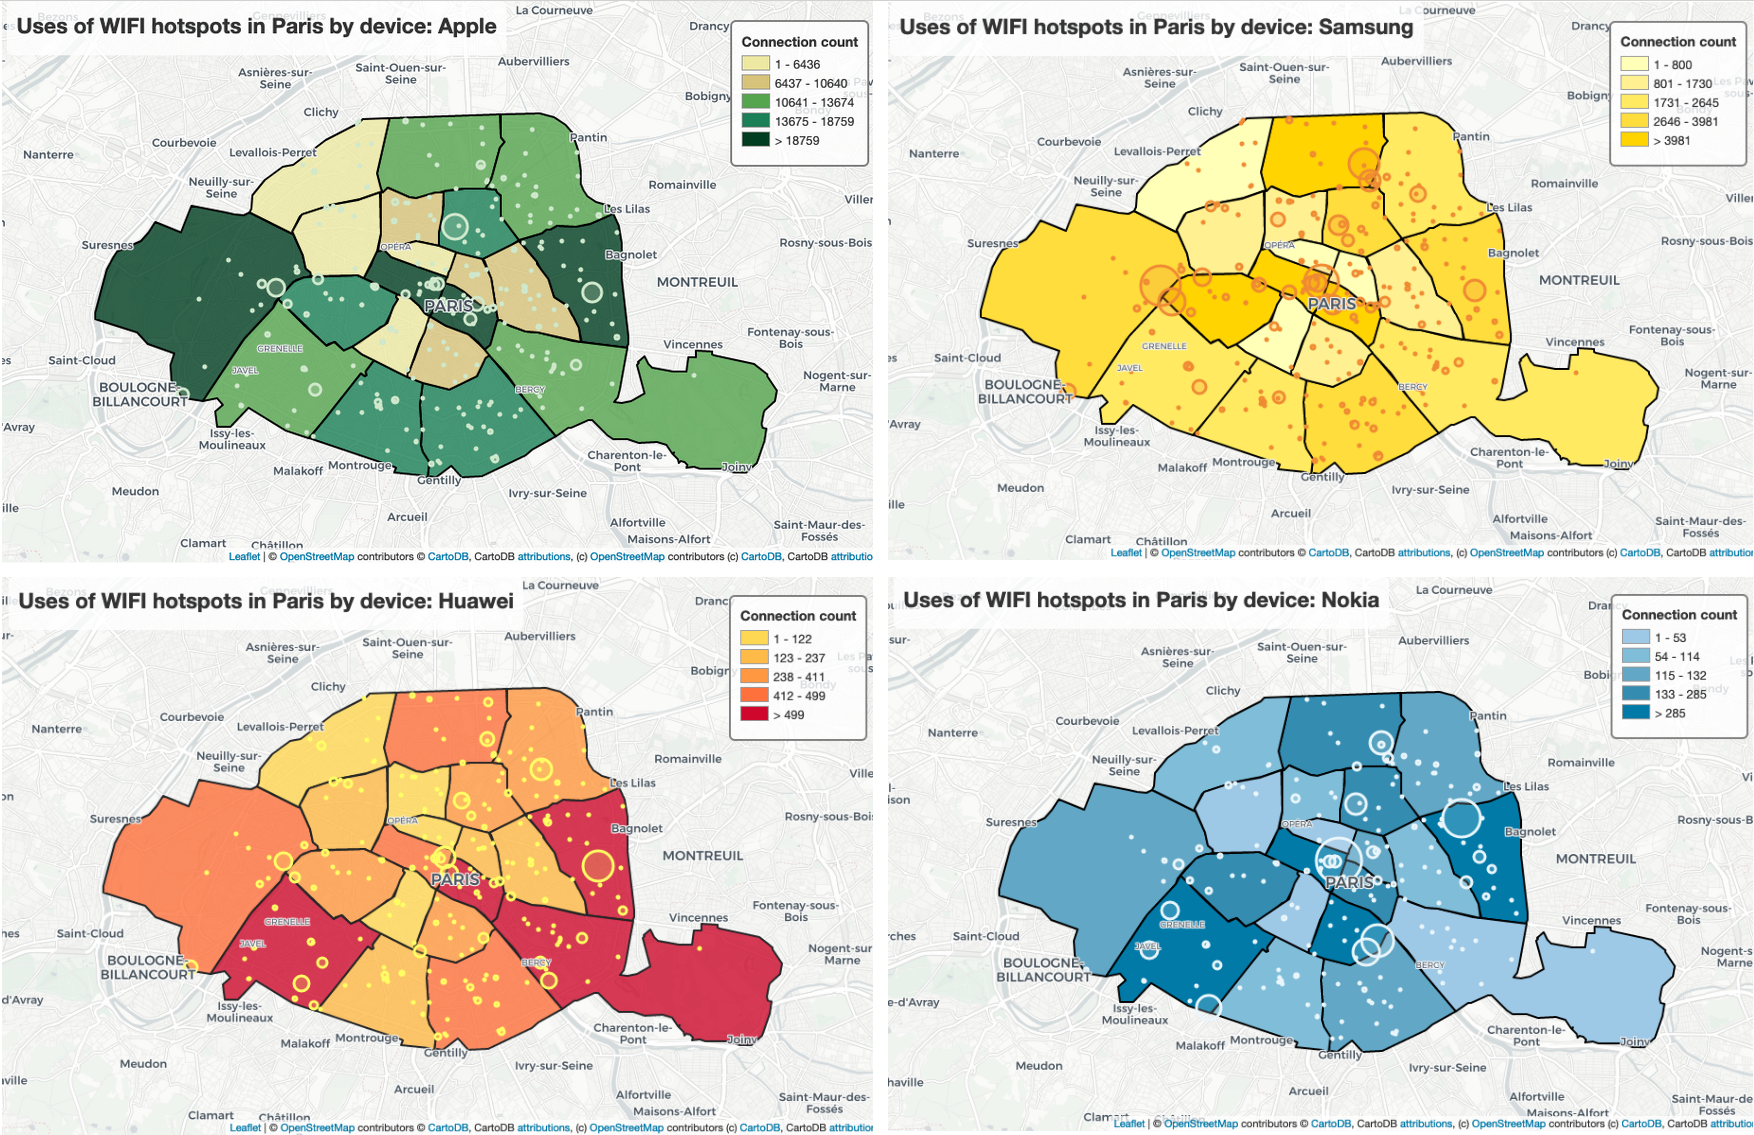 Uses of WIFI hotspots in Paris by device: Apple
Connection count
1 - 6436
6437 - 10640
10641 - 13674
13675 - 18759
> 18759
La Courneuve
Drancy
Asnières-sur-
Seine
Saint-Ouen-sur-
Seine
Aubervilliers
Bobigny
Clichy
Courbevoie
Levallois-Perret
Pantin
Nanterre
Neuilly-sur-
Seine
Romainville
Les Lilas
Suresnes
OPÉRA
Rosny-sous-Bois
Bagnolet
MONTREUIL
PARIS
Fontenay-sous-
Bois
Vincennes
GRENELLE
Saint-Cloud
JAVEL
BOULOGNE-
BILLANCOURT
BERCY
Nogent-sur-
Marne
'Avray
Issy-les-
Moulineaux
Malakoff
Montrouge
Charenton-le-
Pont
Joinv
Gentilly
Meudon
Ivry-sur-Seine
Arcueil
Alfortville
Maisons-Alfort
Saint-Maur-des-
Fossés
Clamart
Châtillon
Leaflet | © OpenStreetMap contributors © CartoDB, CartoDB attributions, (c) OpenStreetMap contributors (c) CartoDB, CartoDB attributio
Uses of WIFI hotspots in Paris by device: Samsung
Connection count
1 - 800
801 - 1730
1731 - 2645
2646 - 3981
> 3981
La Courneuve
Drancy
Asnières-sur-
Seine
Saint-Ouen-sur-
Seine
Aubervilliers
Bobigny
Clichy
Courbevoie
Levallois-Perret
Pantin
Nanterre
Neuilly-sur-
Seine
Romainville
Les Lilas
Suresnes
OPÉRA
Rosny-sous-Bois
Bagnolet
MONTREUIL
PARIS
Fontenay-sous-
Bois
Vincennes
GRENELLE
Saint-Cloud
JAVEL
BOULOGNE-
BILLANCOURT
BERCY
Nogent-sur-
Marne
Avray
Issy-les-
Moulineaux
Malakoff
Montrouge
Charenton-le-
Pont
Joinv
Gentilly
Meudon
Ivry-sur-Seine
Arcueil
Alfortville
Maisons-Alfort
Saint-Maur-des-
Fossés
Clamart
Châtillon
Leaflet | © OpenStreetMap contributors © CartoDB, CartoDB attributions, (c) OpenStreetMap contributors (c) CartoDB, CartoDB attributio
Uses of WIFI hotspots in Paris by device: Huawei
Connection count
1 - 122
123 - 237
238 - 411
412 - 499
> 499
La Courneuve
Drancy
Asnières-sur-
Seine
Saint-Ouen-sur-
Seine
Aubervilliers
Bobigny
Clichy
Courbevoie
Levallois-Perret
Pantin
Nanterre
Neuilly-sur-
Seine
Romainville
Les Lilas
Suresnes
OPÉRA
Rosny-sous-Bois
Bagnolet
MONTREUIL
PARIS
Fontenay-sous-
Bois
Vincennes
GRENELLE
Saint-Cloud
JAVEL
BOULOGNE-
BILLANCOURT
BERCY
Nogent-sur-
Marne
d'Avray
Issy-les-
Moulineaux
Malakoff
Montrouge
Charenton-le-
Pont
Joinv
Gentilly
Meudon
Ivry-sur-Seine
Arcueil
Alfortville
Maisons-Alfort
Saint-Maur-des-
Fossés
Clamart
Châtillon
Leaflet | © OpenStreetMap contributors © CartoDB, CartoDB attributions, (c) OpenStreetMap contributors (c) CartoDB, CartoDB attributio
Uses of WIFI hotspots in Paris by device: Nokia
Connection count
1 - 53
54 - 114
115 - 132
133 - 285
> 285
La Courneuve
Asnières-sur-
Seine
Saint-Ouen-sur-
Seine
Aubervilliers
Clichy
Courbevoie
Levallois-Perret
Pantin
Nanterre
Neuilly-sur-
Seine
Romainville
Les Lilas
Suresnes
OPÉRA
Rosny-sous-B
Bagnolet
MONTREUIL
PARIS
Fontenay-sous-
Bois
Vincennes
GRENELLE
Saint-Cloud
JAVEL
BOULOGNE-
BILLANCOURT
BERCY
Nogent-su
Marne
e-d'Avray
Issy-les-
Moulineaux
Malakoff
Montrouge
Charenton-le-
Pont
Joinv
Gentilly
Meudon
Ivry-sur-Seine
Arcueil
Alfortville
Maisons-Alfort
Saint-Maur-de
Fossés
Clamart
Châtillon
Leaflet | © OpenStreetMap contributors © CartoDB, CartoDB attributions, (c) OpenStreetMap contributors (c) CartoDB, CartoDB attributio